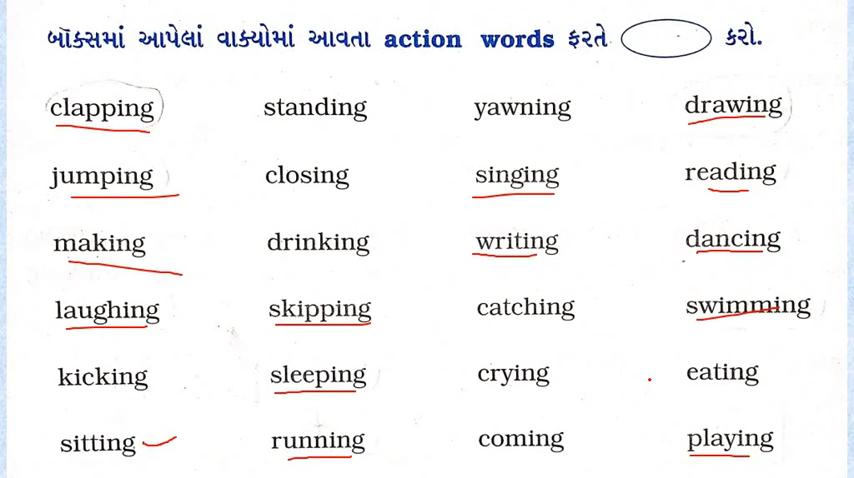 બૉક્સમાં આપેલાં વાક્યોમાં આવતા action words ફરતે કરો.
clapping standing yawning drawing
jumping closing singing reading
making drinking writing dancing
laughing skipping catching swimming
kicking sleeping crying eating
sitting running coming playing